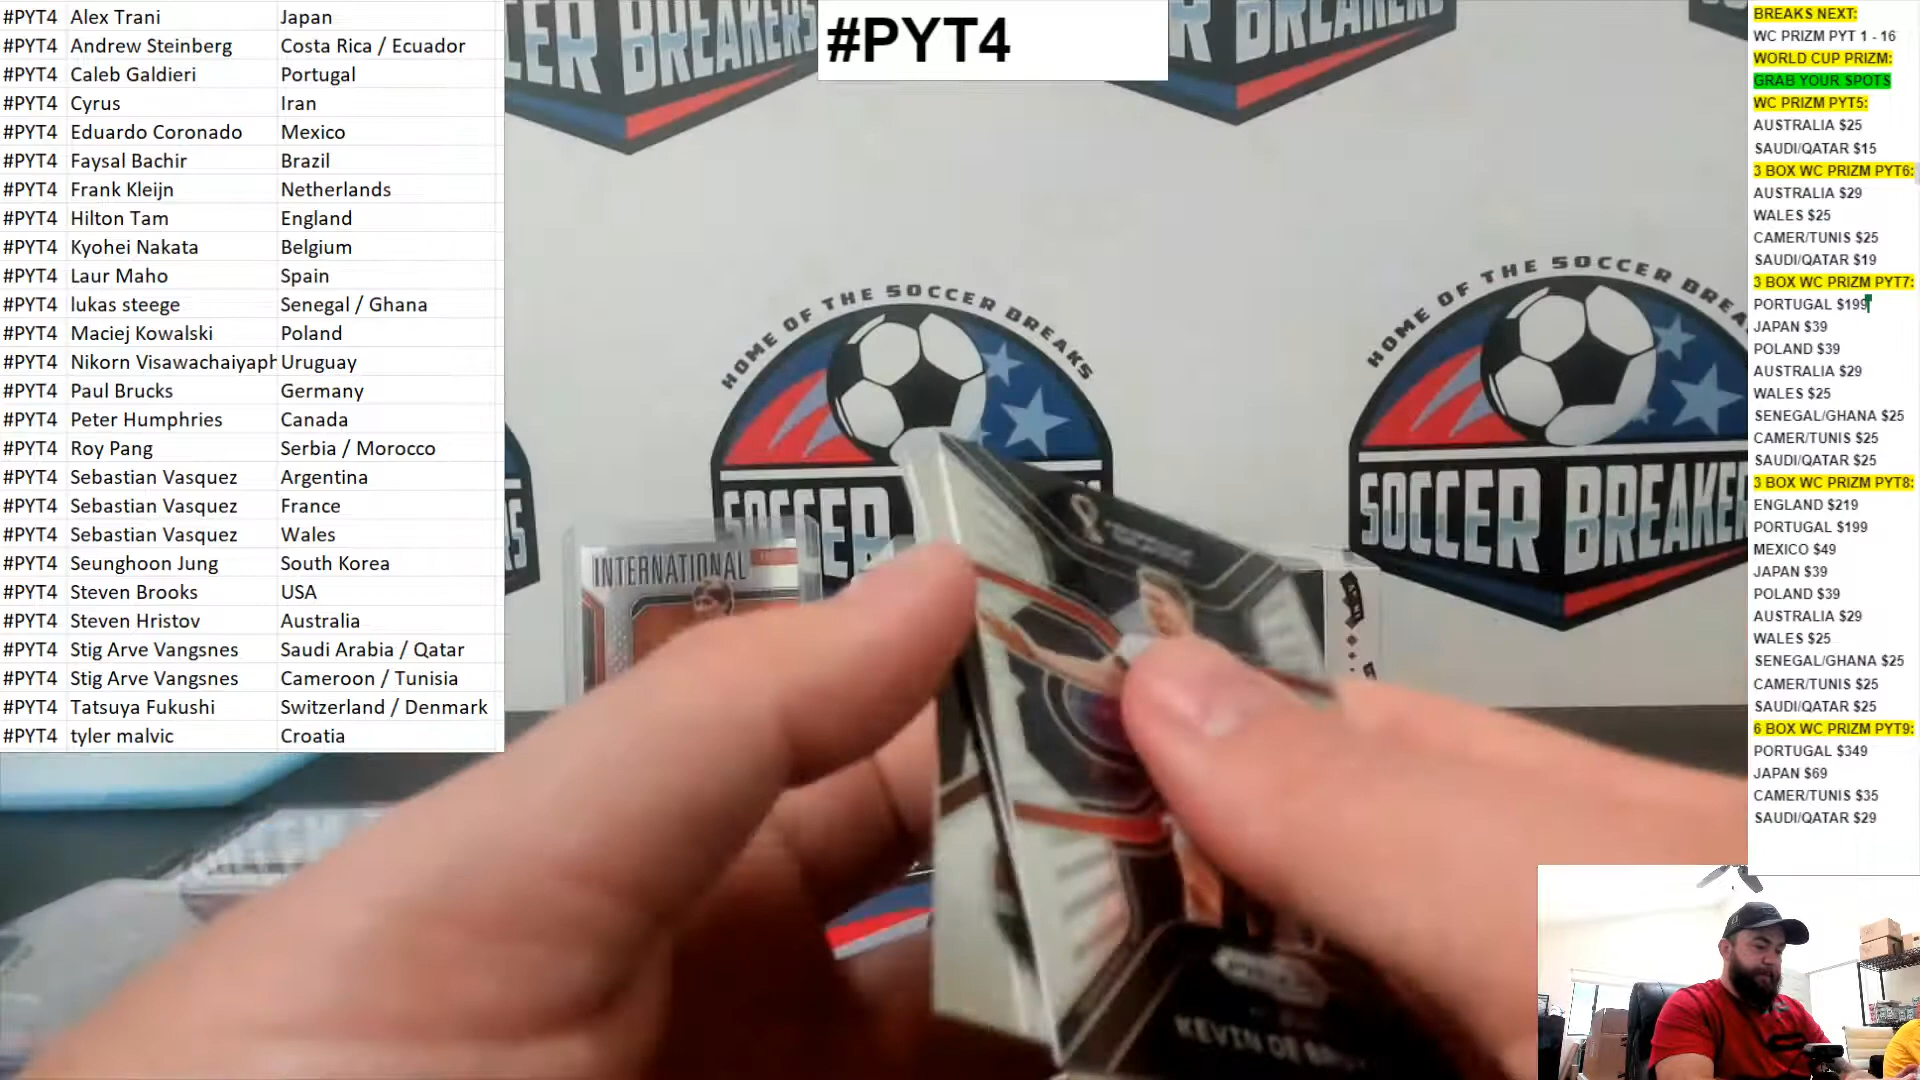 #PYT4 Alex Trani Japan
#PYT4 Andrew Steinberg Costa Rica / Ecuador
#PYT4 Caleb Galdieri Portugal
#PYT4 Cyrus Iran
#PYT4 Eduardo Coronado Mexico
#PYT4 Faysal Bachir Brazil
#PYT4 Frank Kleijn Netherlands
#PYT4 Hilton Tam England
#PYT4 Kyohei Nakata Belgium
#PYT4 Laur Maho Spain
#PYT4 lukas steege Senegal / Ghana
#PYT4 Maciej Kowalski Poland
#PYT4 Nikorn Visawachaiyaph Uruguay
#PYT4 Paul Brucks Germany
#PYT4 Peter Humphries Canada
#PYT4 Roy Pang Serbia / Morocco
#PYT4 Sebastian Vasquez Argentina
#PYT4 Sebastian Vasquez France
#PYT4 Sebastian Vasquez Wales
#PYT4 Seunghoon Jung South Korea
#PYT4 Steven Brooks USA
#PYT4 Steven Hristov Australia
#PYT4 Stig Arve Vangsnes Saudi Arabia / Qatar
#PYT4 Stig Arve Vangsnes Cameroon / Tunisia
#PYT4 Tatsuya Fukushi Switzerland / Denmark
#PYT4 tyler malvic Croatia
#PYT4
BREAKERS
HOME OF THE SOCCER BREAKS
SOCCER
HOME OF THE SOCCER
SOCCER BREAKER
INTERNATIONAL
KEVIN DE
BREAKS NEXT:
WC PRIZM PYT 1 - 16
WORLD CUP PRIZM:
GRAB YOUR SPOTS
WC PRIZM PYT5:
AUSTRALIA $25
SAUDI/QATAR $15
3 BOX WC PRIZM PYT6:
AUSTRALIA $29
WALES $25
CAMER/TUNIS $25
SAUDI/QATAR $19
3 BOX WC PRIZM PYT7:
PORTUGAL $199
JAPAN $39
POLAND $39
AUSTRALIA $29
WALES $25
SENEGAL/GHANA $25
CAMER/TUNIS $25
SAUDI/QATAR $25
3 BOX WC PRIZM PYT8:
ENGLAND $219
PORTUGAL $199
MEXICO $49
JAPAN $39
POLAND $39
AUSTRALIA $29
WALES $25
SENEGAL/GHANA $25
CAMER/TUNIS $25
SAUDI/QATAR $25
6 BOX WC PRIZM PYT9:
PORTUGAL $349
JAPAN $69
CAMER/TUNIS $35
SAUDI/QATAR $29